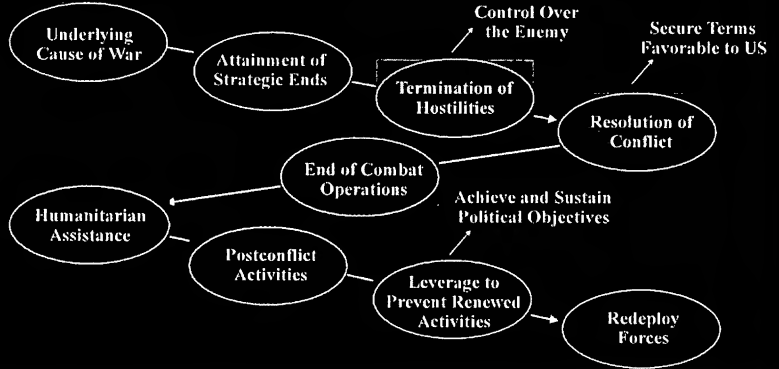 Control Over
the Enemy
Secure Terms
Favorable to US
Underlying
Cause of War
Attainment of
Strategic Ends
Termination of
Hostilities
Resolution of
Conflict
End of Combat
Operations
Achieve and Sustain
Political Objectives
Humanitarian
Assistance
Postconflict
Activities
Leverage to
Prevent Renewed
Activities
Redeploy
Forces